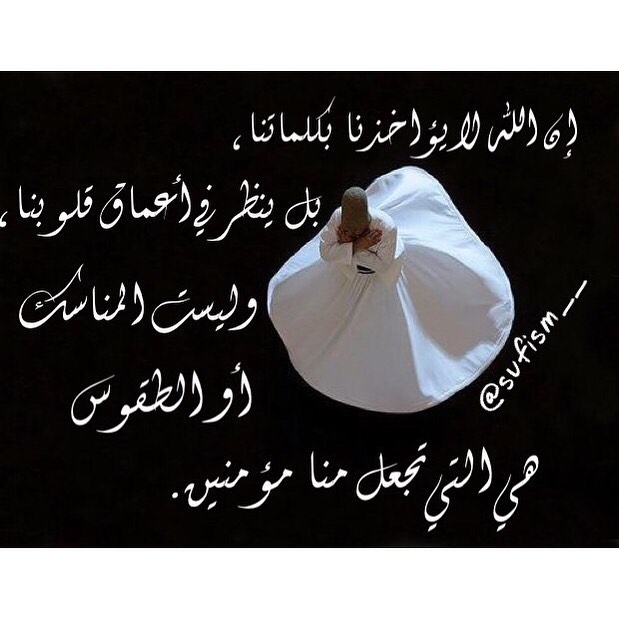 إن الله لا يؤاخذنا بكلماتنا ،
بل ينظر في أعماق قلوبنا ،
وليست المناسك
أو الطقوس
هي التي تجعل منا مؤمنين.
@sufism__